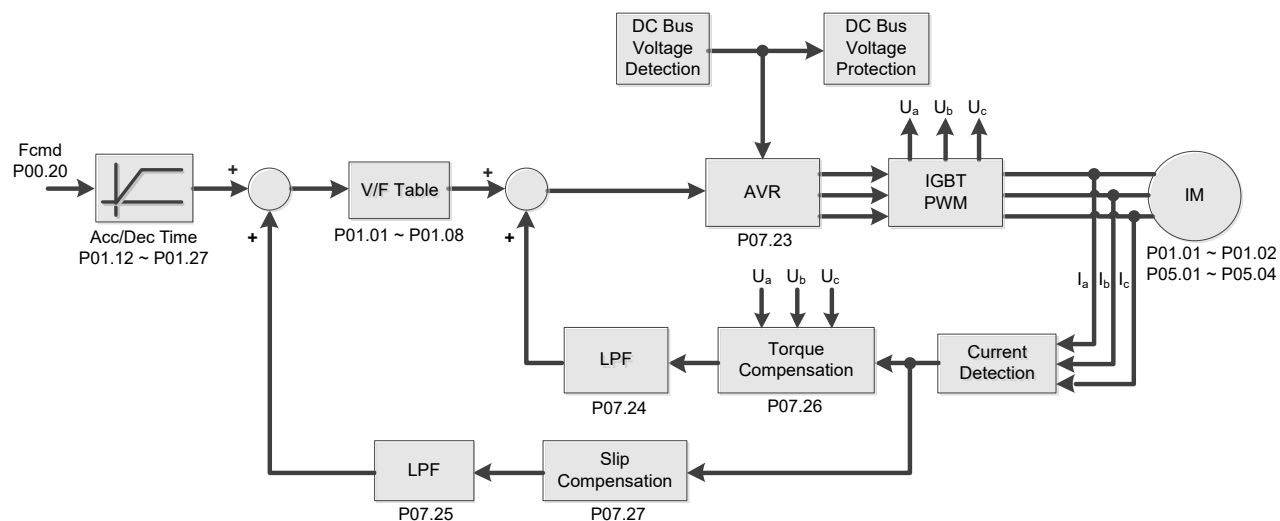 DC Bus
Voltage
Detection
DC Bus
Voltage
Protection
Ua
Ub
Uc
Fcmd
P00.20
+
V/F Table
+
AVR
IGBT
PWM
IM
+
+
Acc/Dec Time
P01.12 ~ P01.27
P01.01 ~ P01.08
P07.23
P01.01 ~ P01.02
P05.01 ~ P05.04
Ua
Ub
Uc
Ia
Ib
Ic
LPF
Torque
Compensation
Current
Detection
P07.24
P07.26
LPF
Slip
Compensation
P07.25
P07.27